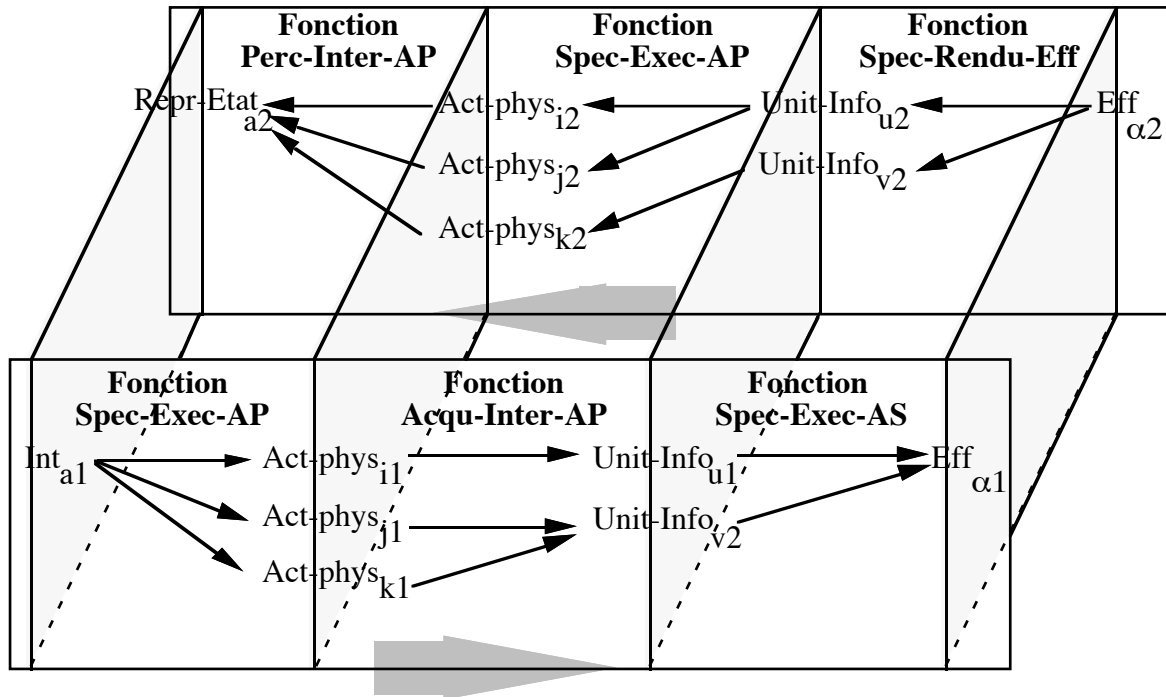 Fonction
Perc-Inter-AP
Fonction
Spec-Exec-AP
Fonction
Spec-Rendu-Eff
Repr-Etat a2
Act-phys i2
Unit-Info u2
Eff α2
Act-phys j2
Unit-Info v2
Act-phys k2
Fonction
Spec-Exec-AP
Fonction
Acqu-Inter-AP
Fonction
Spec-Exec-AS
Int a1
Act-phys i1
Unit-Info u1
Eff α1
Act-phys j1
Unit-Info v2
Act-phys k1